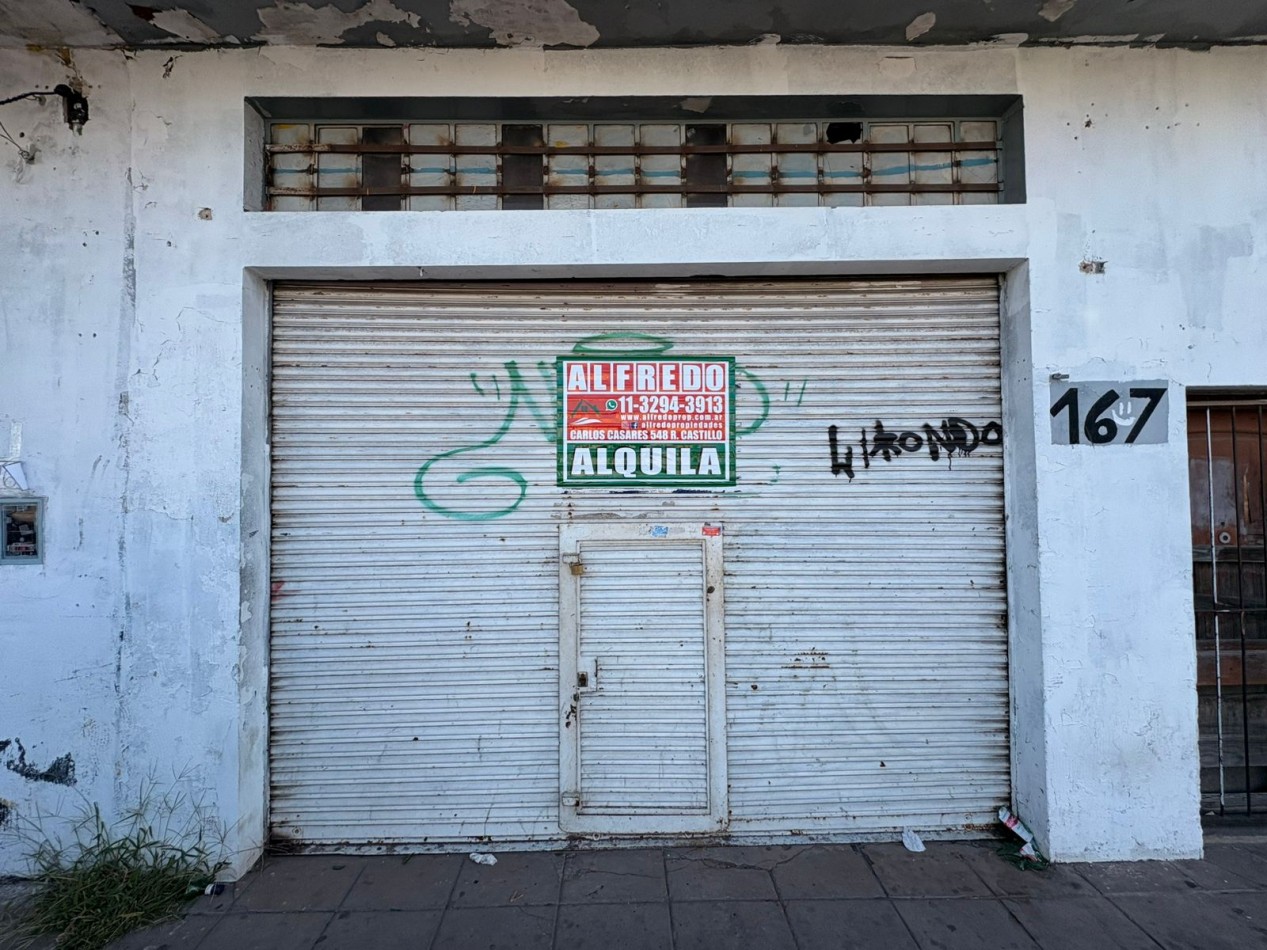 ALFREDO
11-3294-3913
www.alfredoprop.com.ar
alfredopropiedades
CARLOS CASARES 548 R. CASTILLO
ALQUILA
167